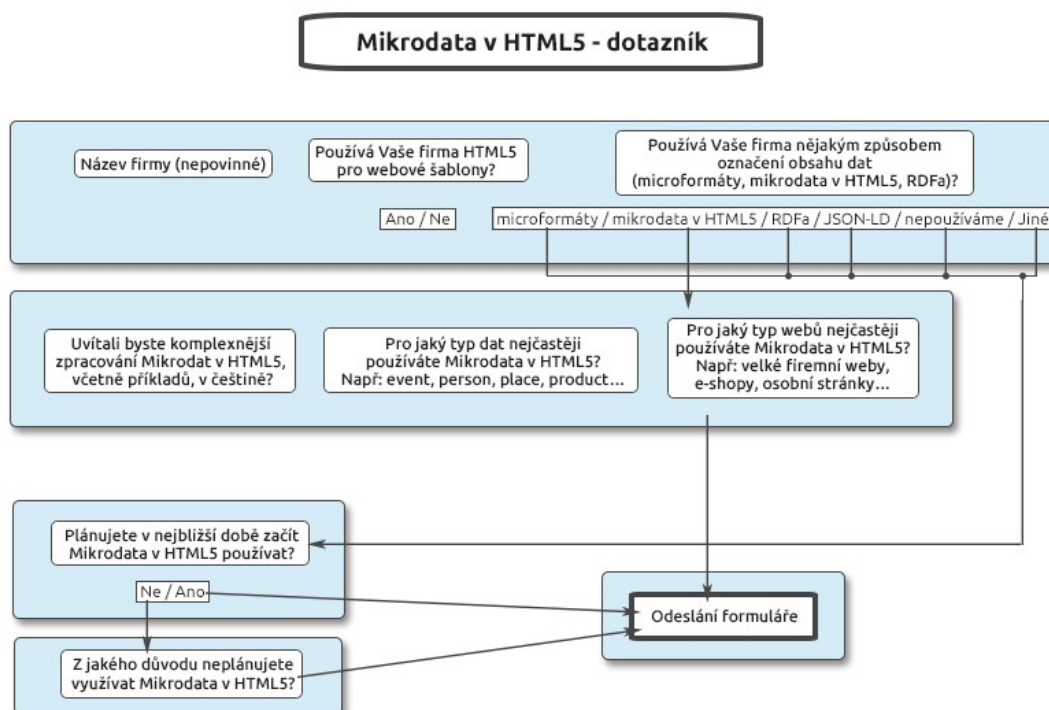 Mikrodata v HTML5 - dotazník
Název firmy (nepovinné)
Používá Vaše firma HTML5
pro webové šablony?
Ano / Ne
Používá Vaše firma nějakým způsobem
označení obsahu dat
(microformáty, mikrodata v HTML5, RDFa)?
microformáty / mikrodata v HTML5 / RDFa / JSON-LD / nepoužíváme / Jiné
Uvítali byste komplexnější
zpracování Mikrodat v HTML5,
včetně příkladů, v češtině?
Pro jaký typ dat nejčastěji
používáte Mikrodata v HTML5?
Např: event, person, place, product...
Pro jaký typ webů nejčastěji
používáte Mikrodata v HTML5?
Např: velké firemní weby,
e-shopy, osobní stránky...
Plánujete v nejbližší době začít
Mikrodata v HTML5 používat?
Ne / Ano
Odeslání formuláře
Z jakého důvodu neplánujete
využívat Mikrodata v HTML5?